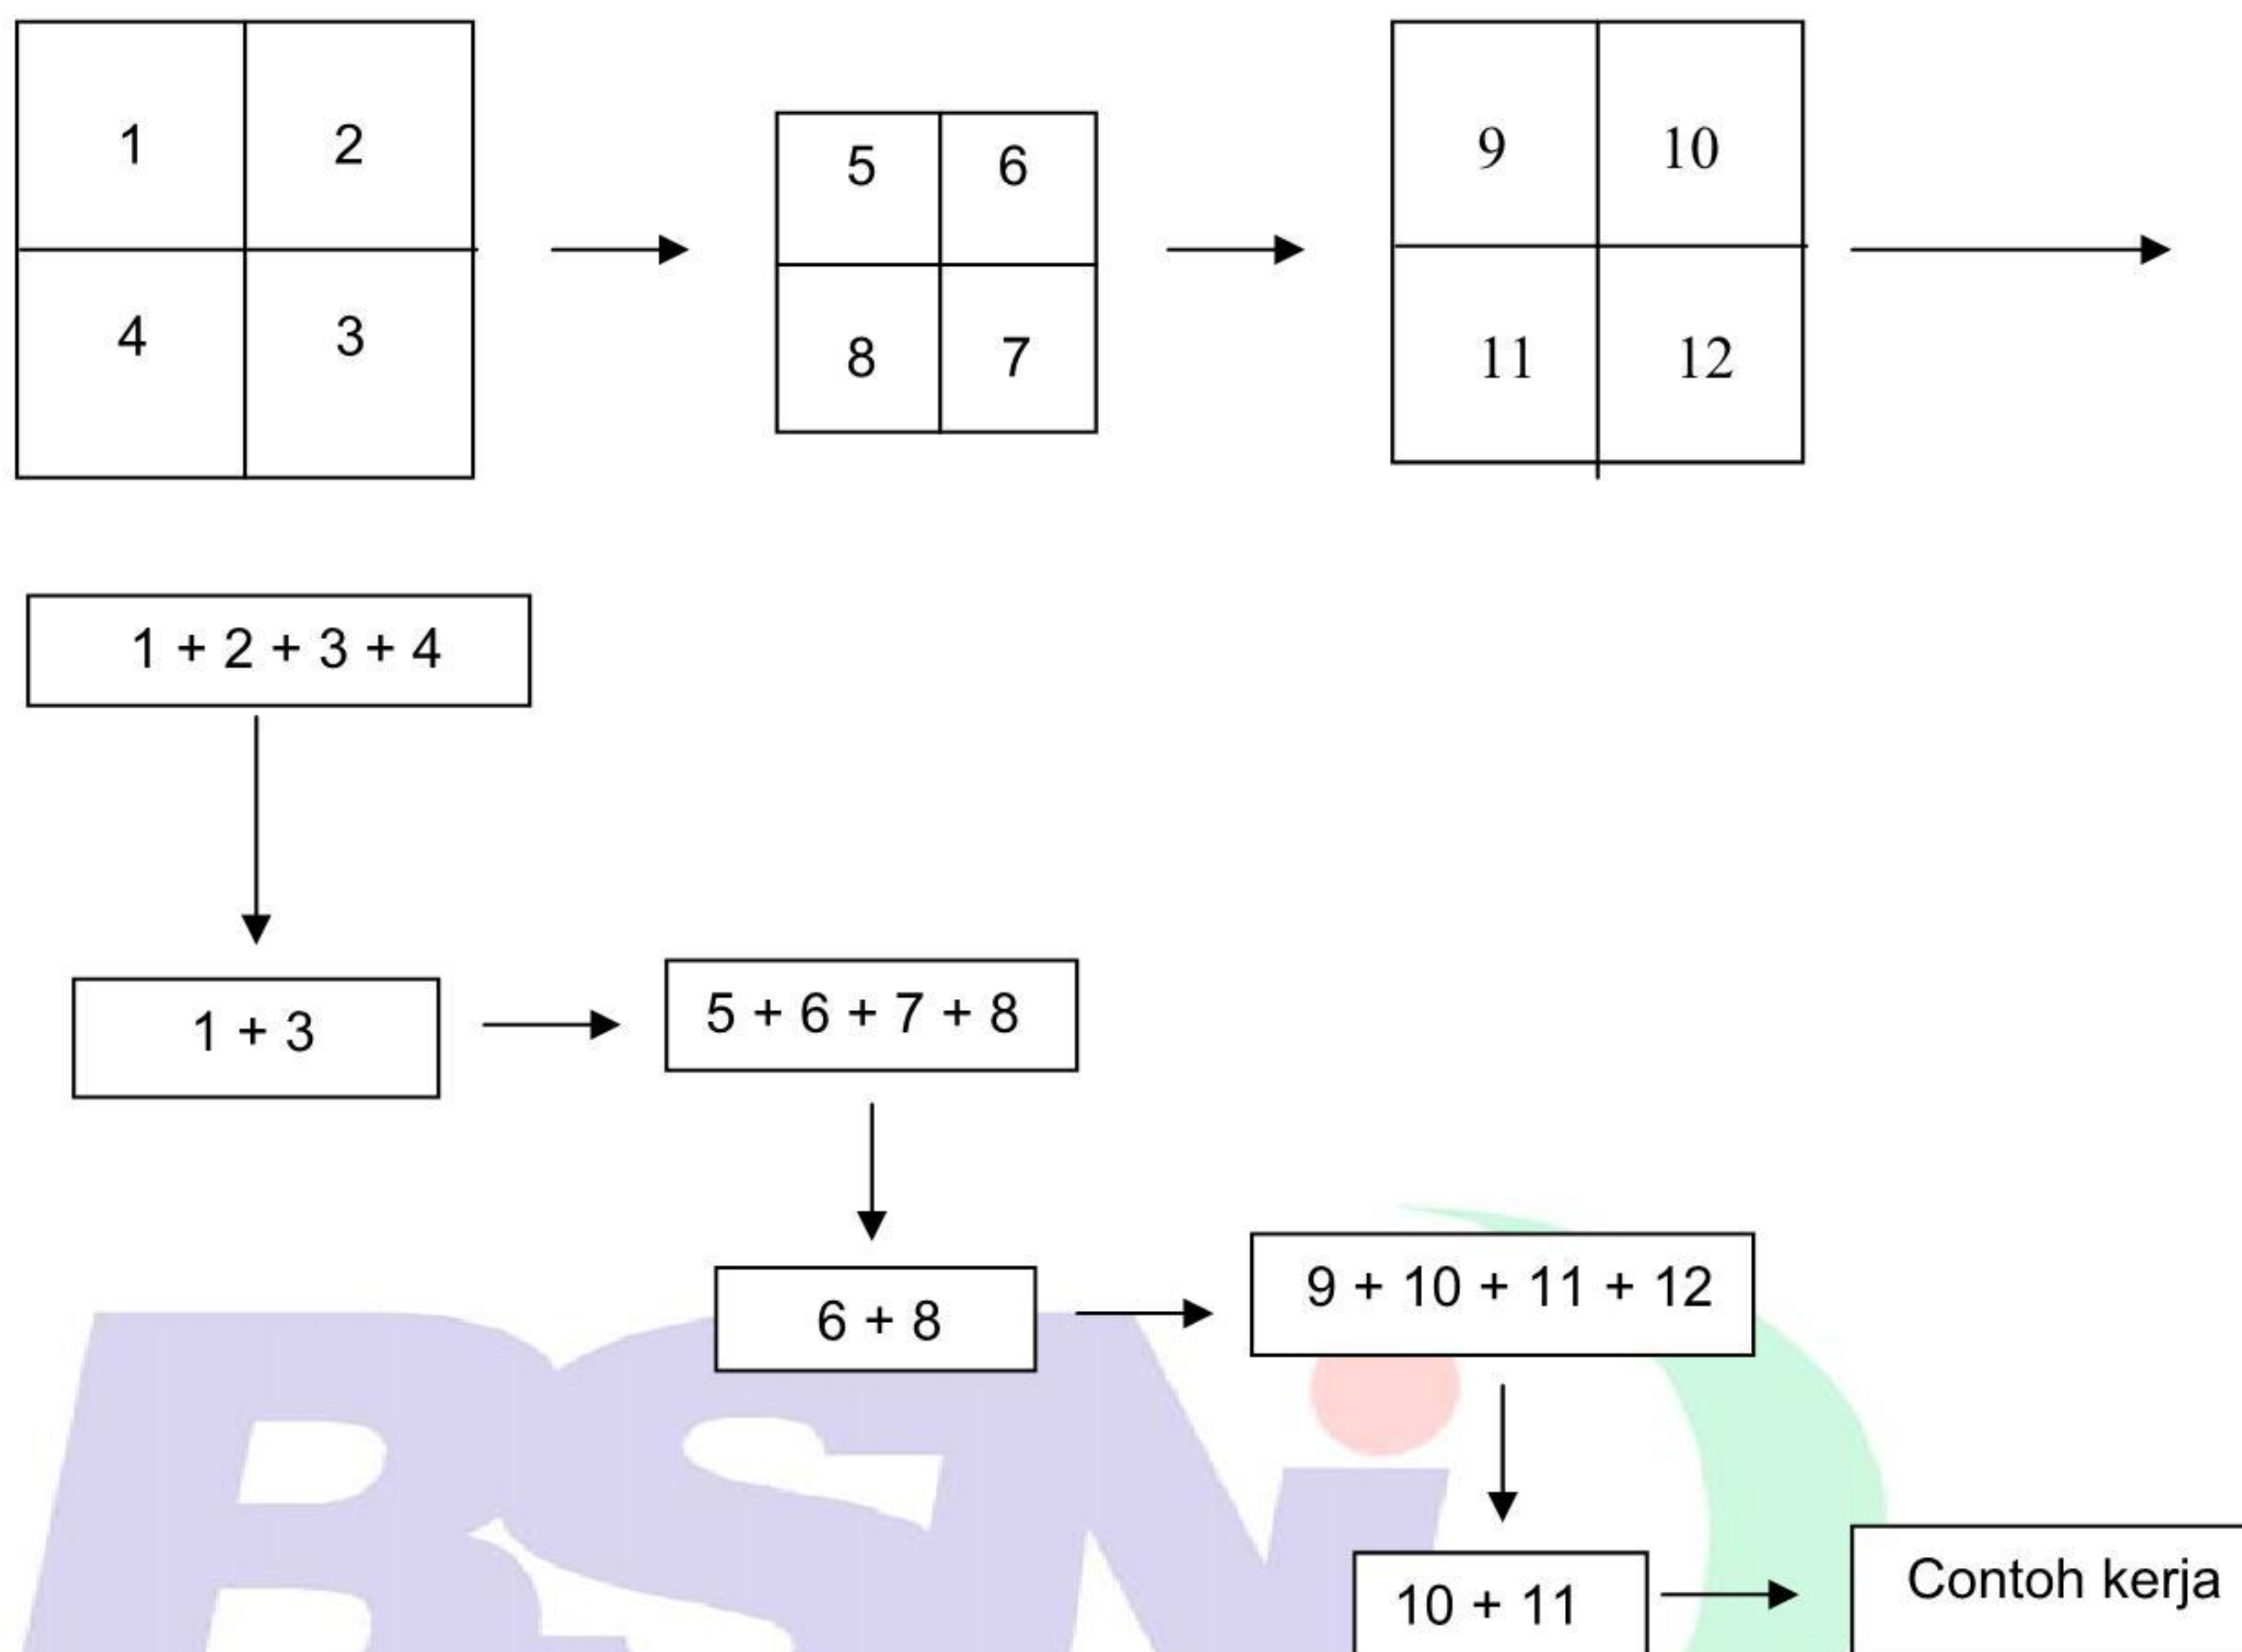 1 2
4 3
5 6
8 7
9 10
11 12
1 + 2 + 3 + 4
1 + 3
5 + 6 + 7 + 8
6 + 8
9 + 10 + 11 + 12
10 + 11
Contoh kerja
BSN